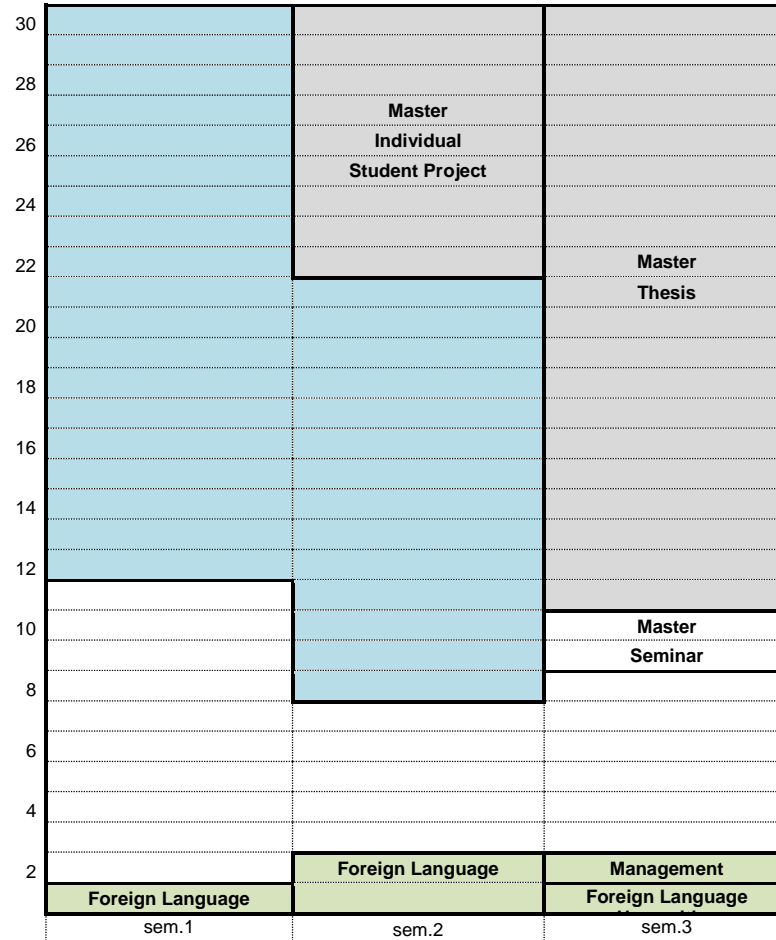 30
28
26
24
22
20
18
16
14
12
10
8
6
4
2
Master
Individual
Student Project
Master
Thesis
Master
Seminar
Foreign Language
Foreign Language
Management
Foreign Language
sem.1
sem.2
sem.3